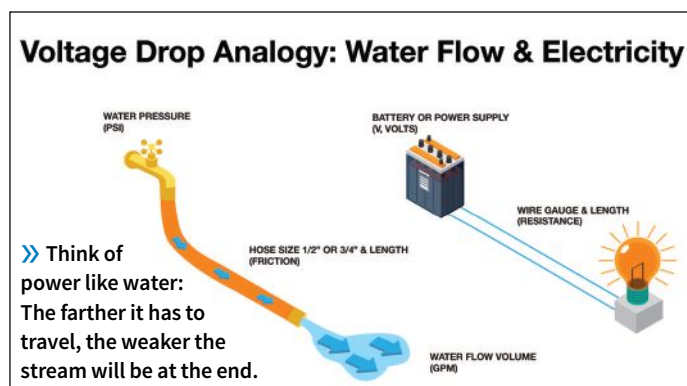 Voltage Drop Analogy: Water Flow & Electricity
WATER PRESSURE
(PSI)
BATTERY OR POWER SUPPLY
(V, VOLTS)
WIRE GAUGE & LENGTH
(RESISTANCE)
HOSE SIZE 1/2" OR 3/4" & LENGTH
(FRICTION)
» Think of
power like water:
The farther it has to
travel, the weaker the
stream will be at the end.
WATER FLOW VOLUME
(GPM)